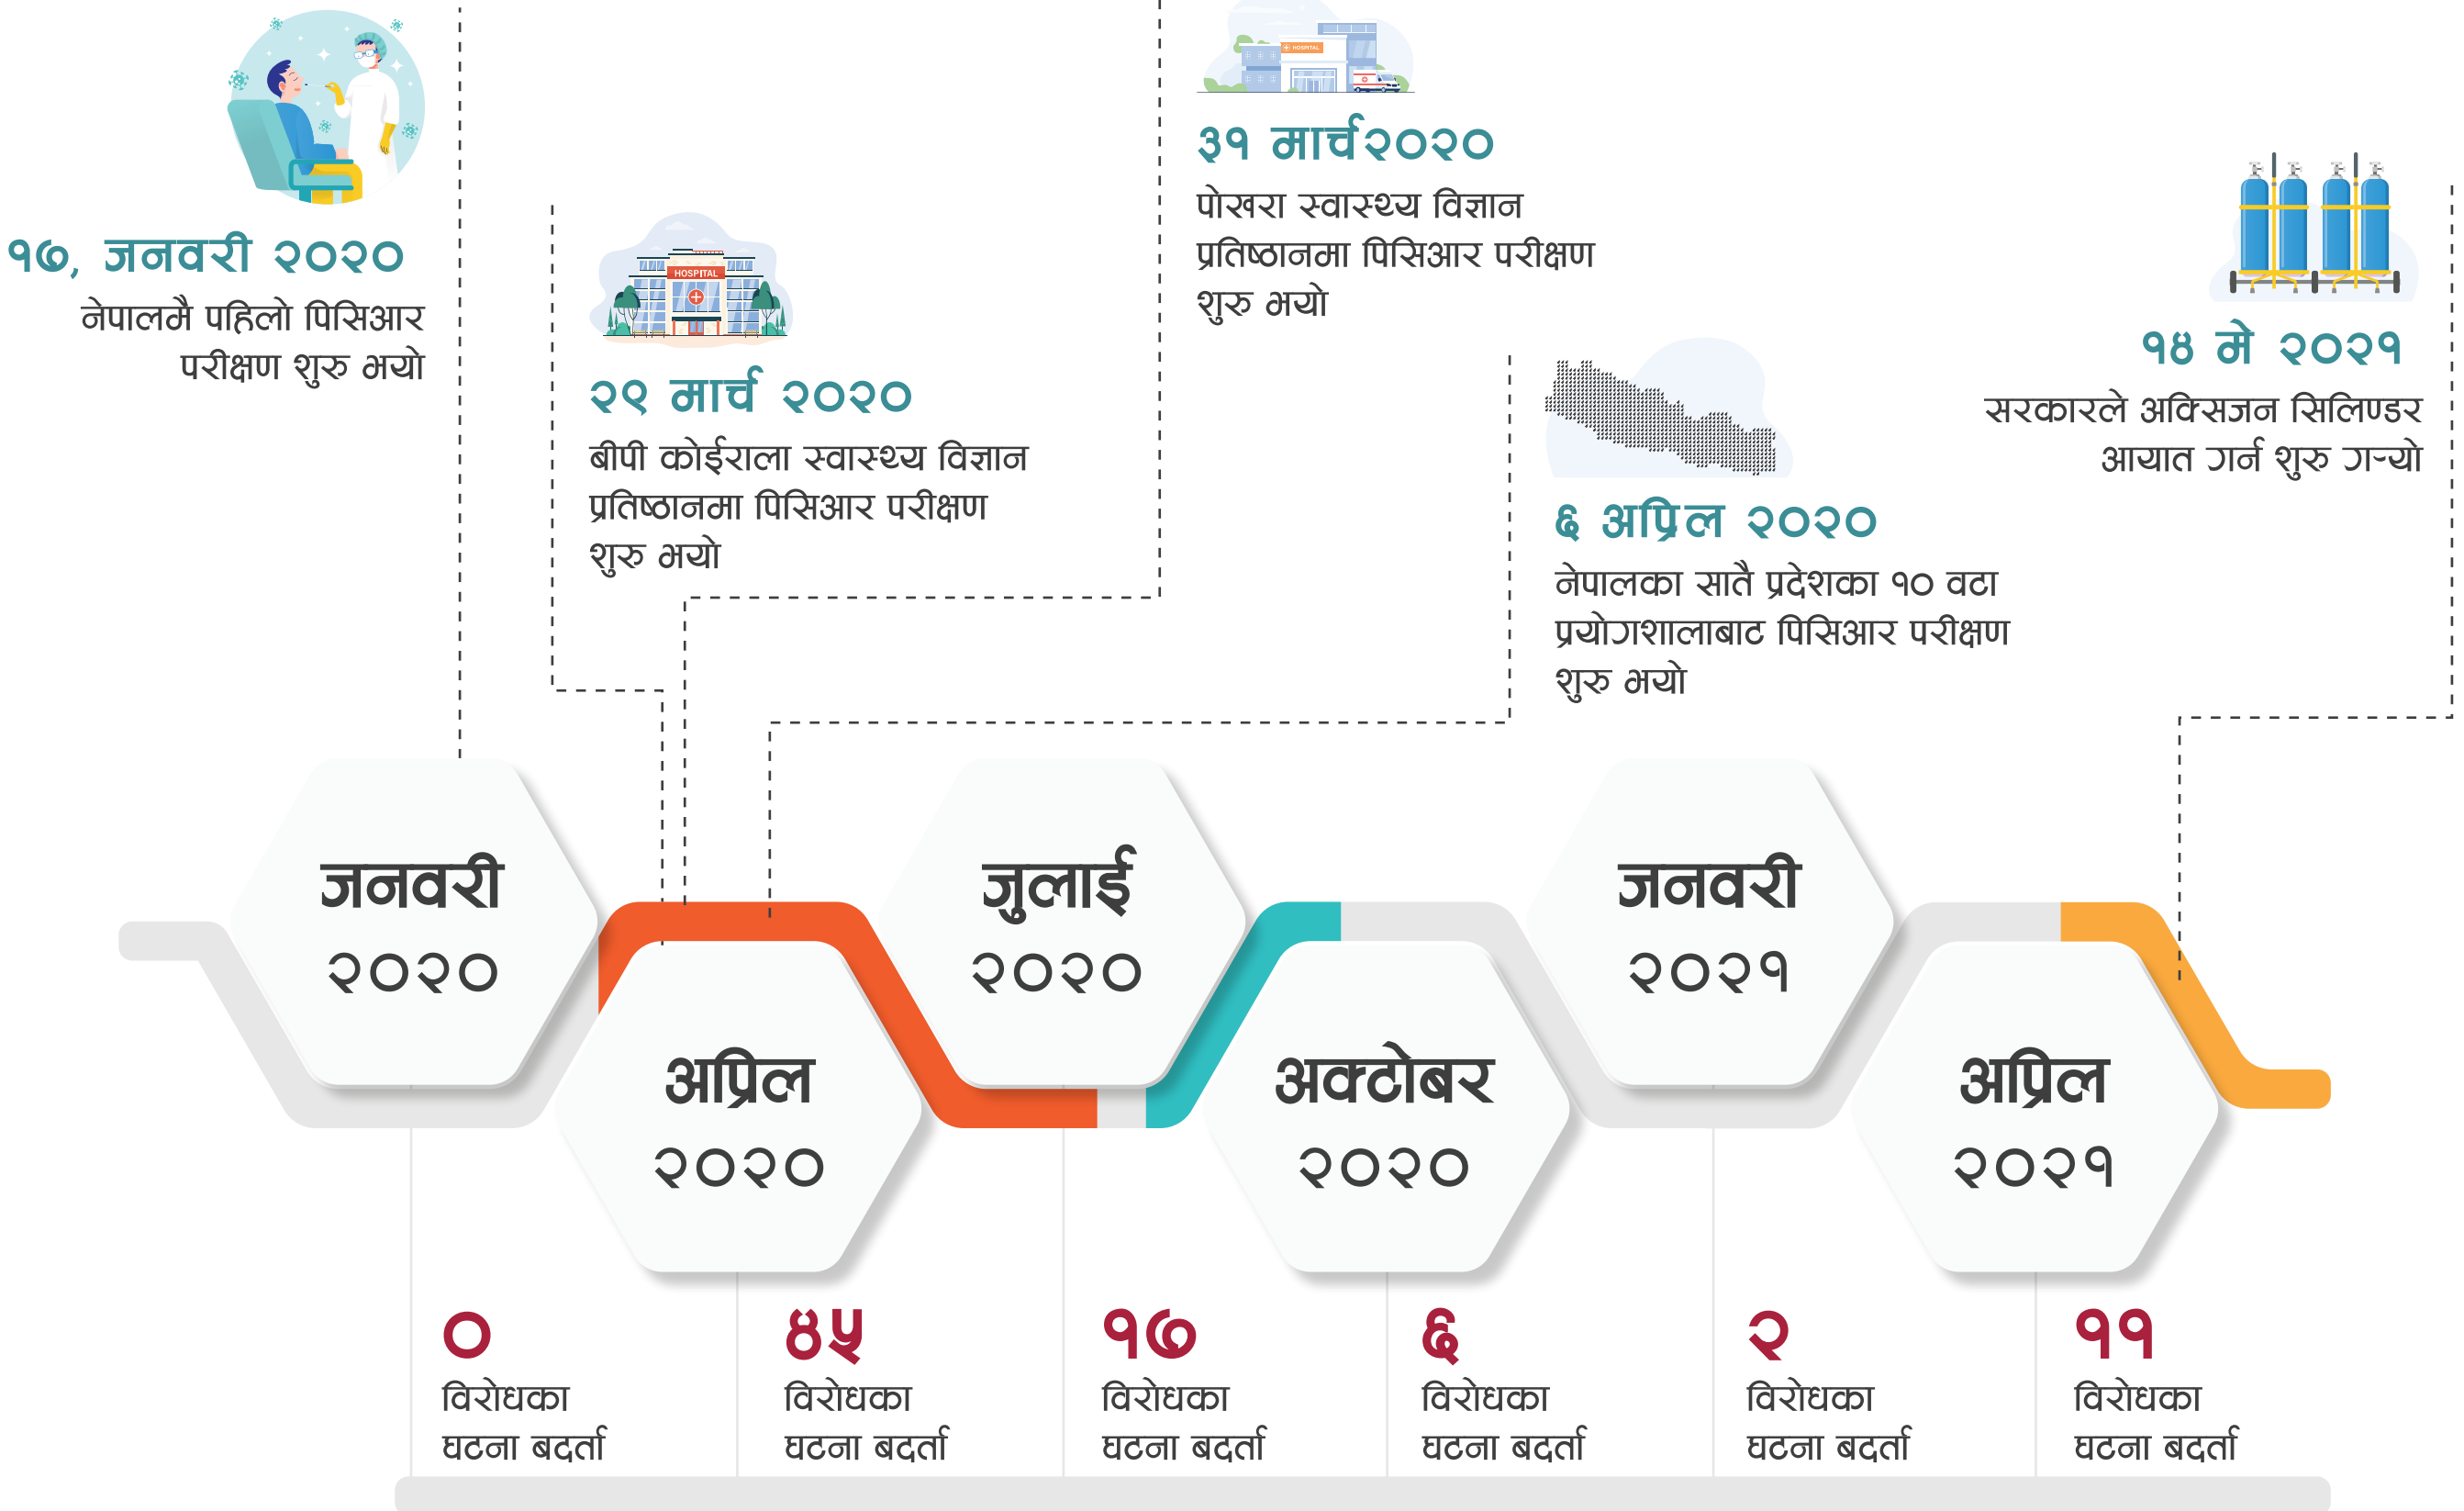 १७, जनवरी २०२०
नेपालमै पहिलो पिसिआर
परीक्षण शुरु भयो
HOSPITAL
२९ मार्च २०२०
बीपी कोईराला स्वास्थ्य विज्ञान
प्रतिष्ठानमा पिसिआर परीक्षण
शुरु भयो
HOSPITAL
३१ मार्च२०२०
पोखरा स्वास्थ्य विज्ञान
प्रतिष्ठानमा पिसिआर परीक्षण
शुरु भयो
६ अप्रिल २०२०
नेपालका सातै प्रदेशका १० वटा
प्रयोगशालाबाट पिसिआर परीक्षण
शुरु भयो
१४ मे २०२१
सरकारले अक्सिजन सिलिण्डर
आयात गर्न शुरु गर्‍यो
जनवरी
२०२०
अप्रिल
२०२०
जुलाई
२०२०
अक्टोबर
२०२०
जनवरी
२०२१
अप्रिल
२०२१
०
विरोधका
घटना बदर्ता
४५
विरोधका
घटना बदर्ता
१७
विरोधका
घटना बदर्ता
६
विरोधका
घटना बदर्ता
२
विरोधका
घटना बदर्ता
११
विरोधका
घटना बदर्ता